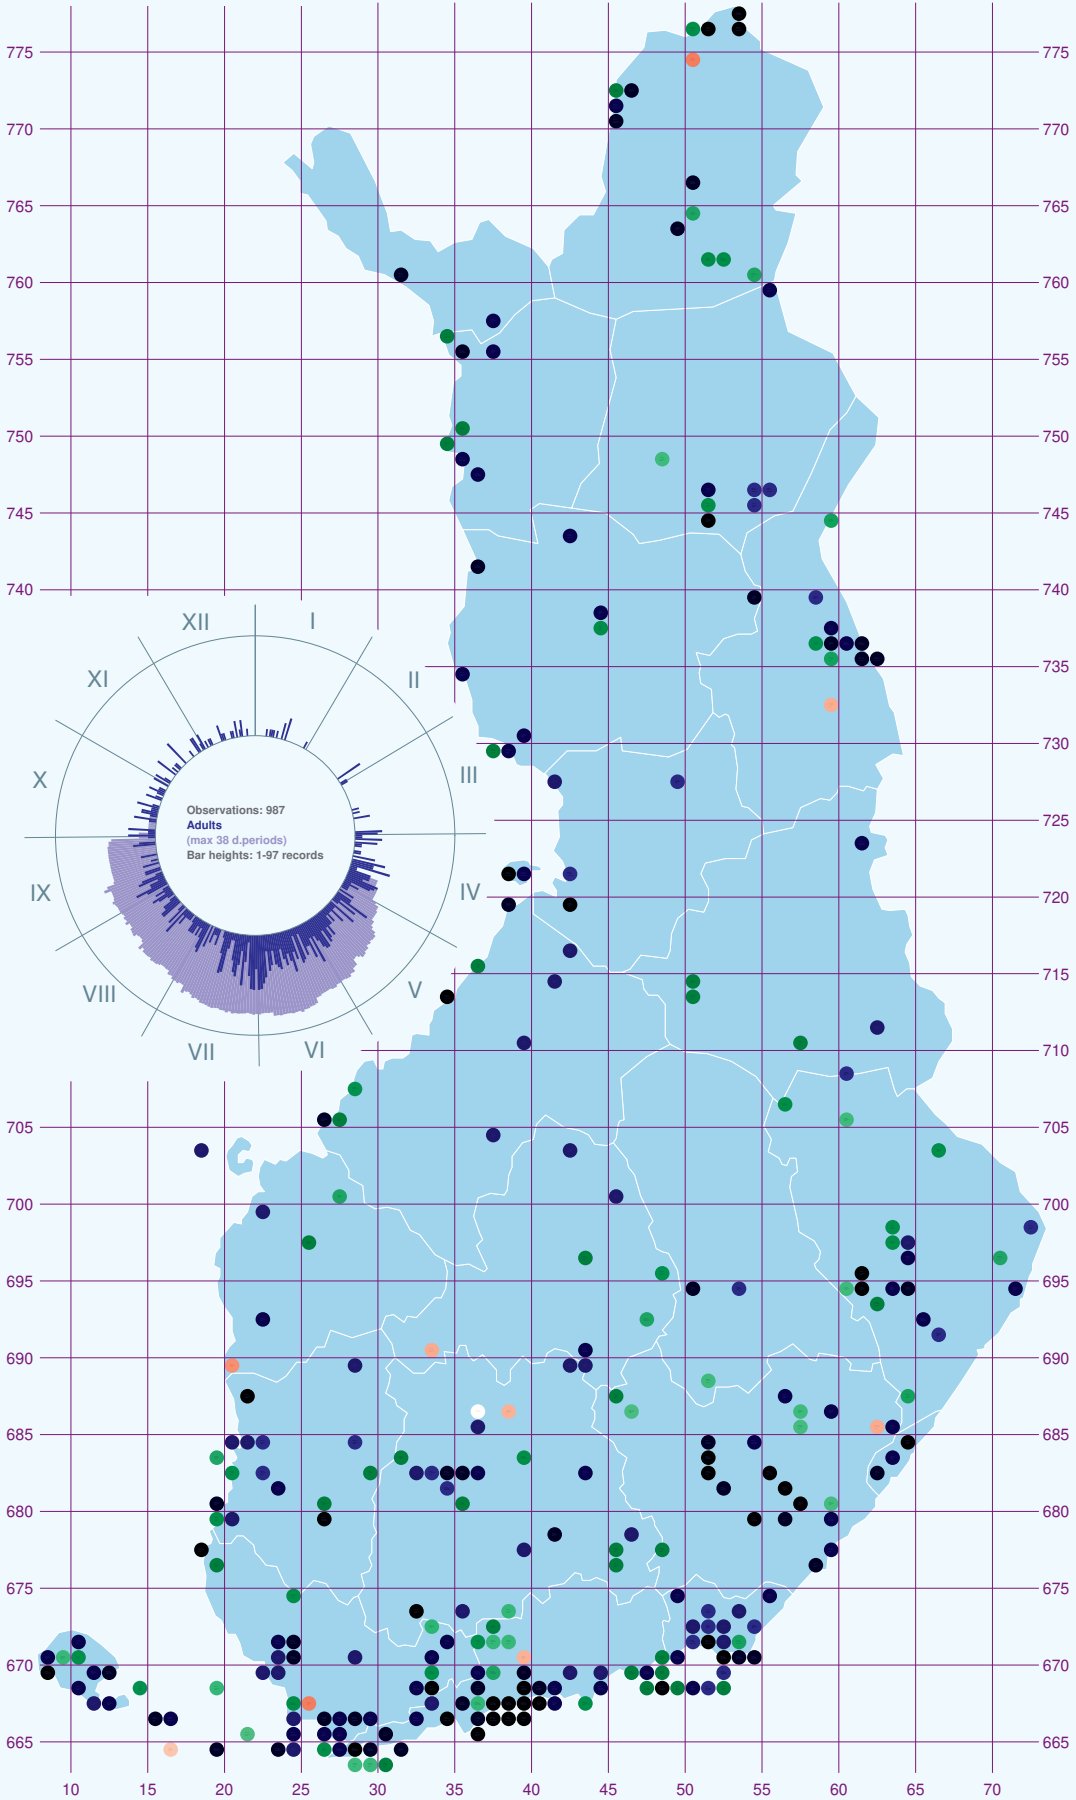 775 775
770 770
765 765
760 760
755 755
750 750
745 745
740 740
XII I
XI II
735
730
X III
Observations: 987
Adults
(max 38 d.periods)
Bar heights: 1-97 records
725
IX IV
720
715
VIII V
VII VI
710
705 705
700 700
695 695
690 690
685 685
680 680
675 675
670 670
665 665
10 15 20 25 30 35 40 45 50 55 60 65 70